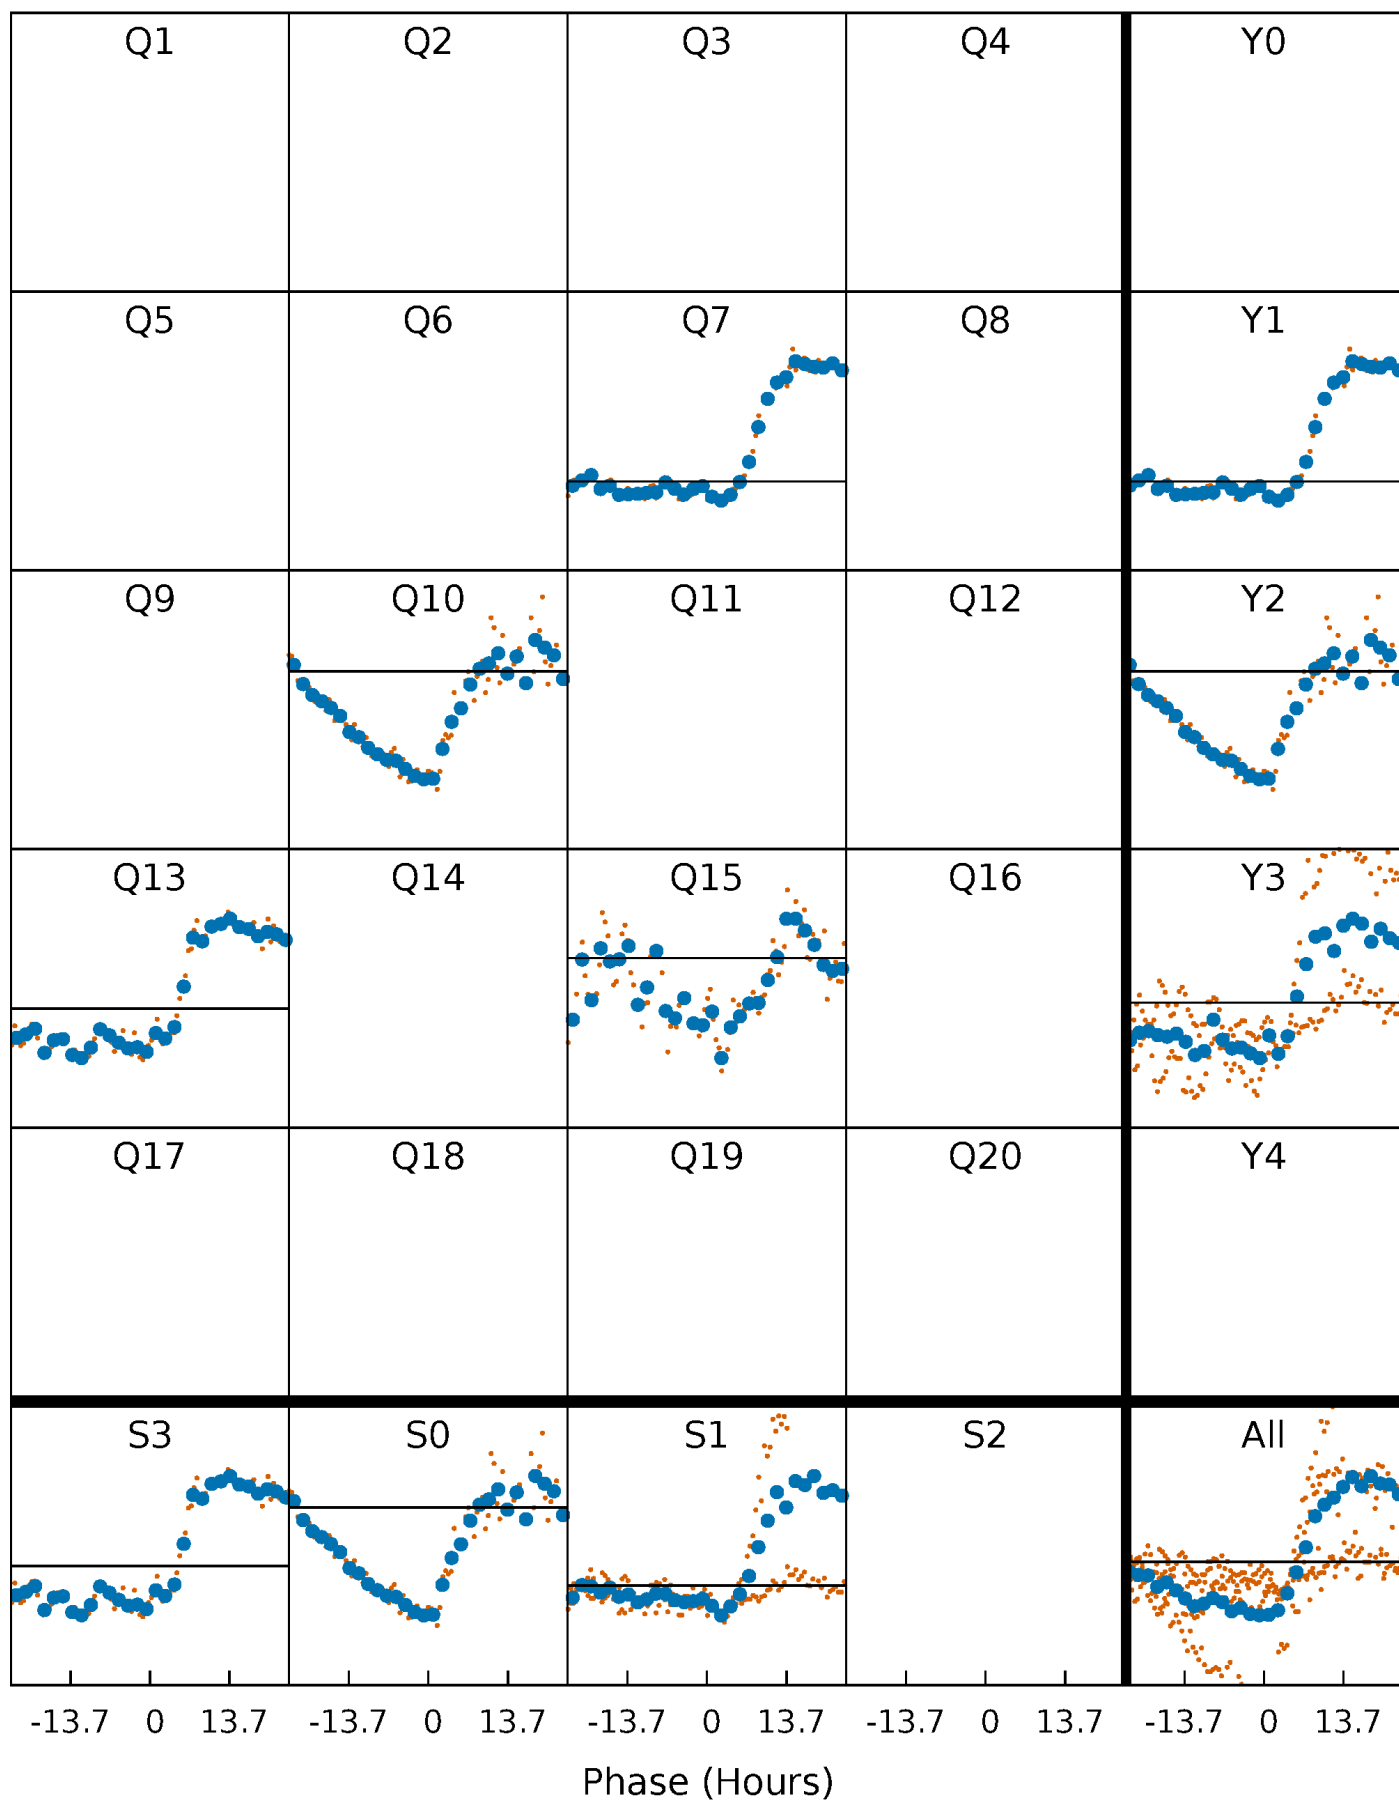 Q1 Q2 Q3 Q4 Y0
Q5 Q6 Q7 Q8 Y1
Q9 Q10 Q11 Q12 Y2
Q13 Q14 Q15 Q16 Y3
Q17 Q18 Q19 Q20 Y4
S3 S0 S1 S2 All
-13.7 0 13.7 -13.7 0 13.7 -13.7 0 13.7 -13.7 0 13.7 -13.7 0 13.7
Phase (Hours)